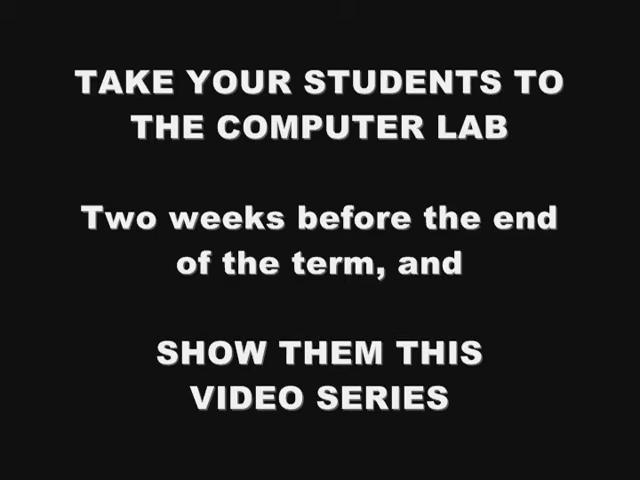 TAKE YOUR STUDENTS TO
THE COMPUTER LAB
Two weeks before the end
of the term, and
SHOW THEM THIS
VIDEO SERIES